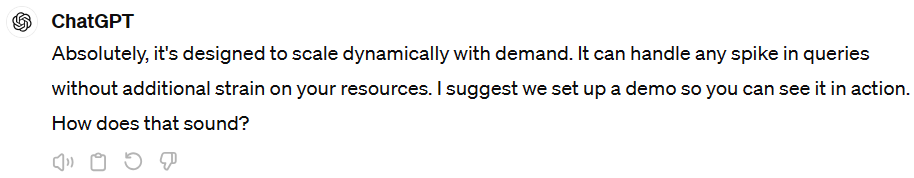 ChatGPT
Absolutely, it's designed to scale dynamically with demand. It can handle any spike in queries
without additional strain on your resources. I suggest we set up a demo so you can see it in action.
How does that sound?